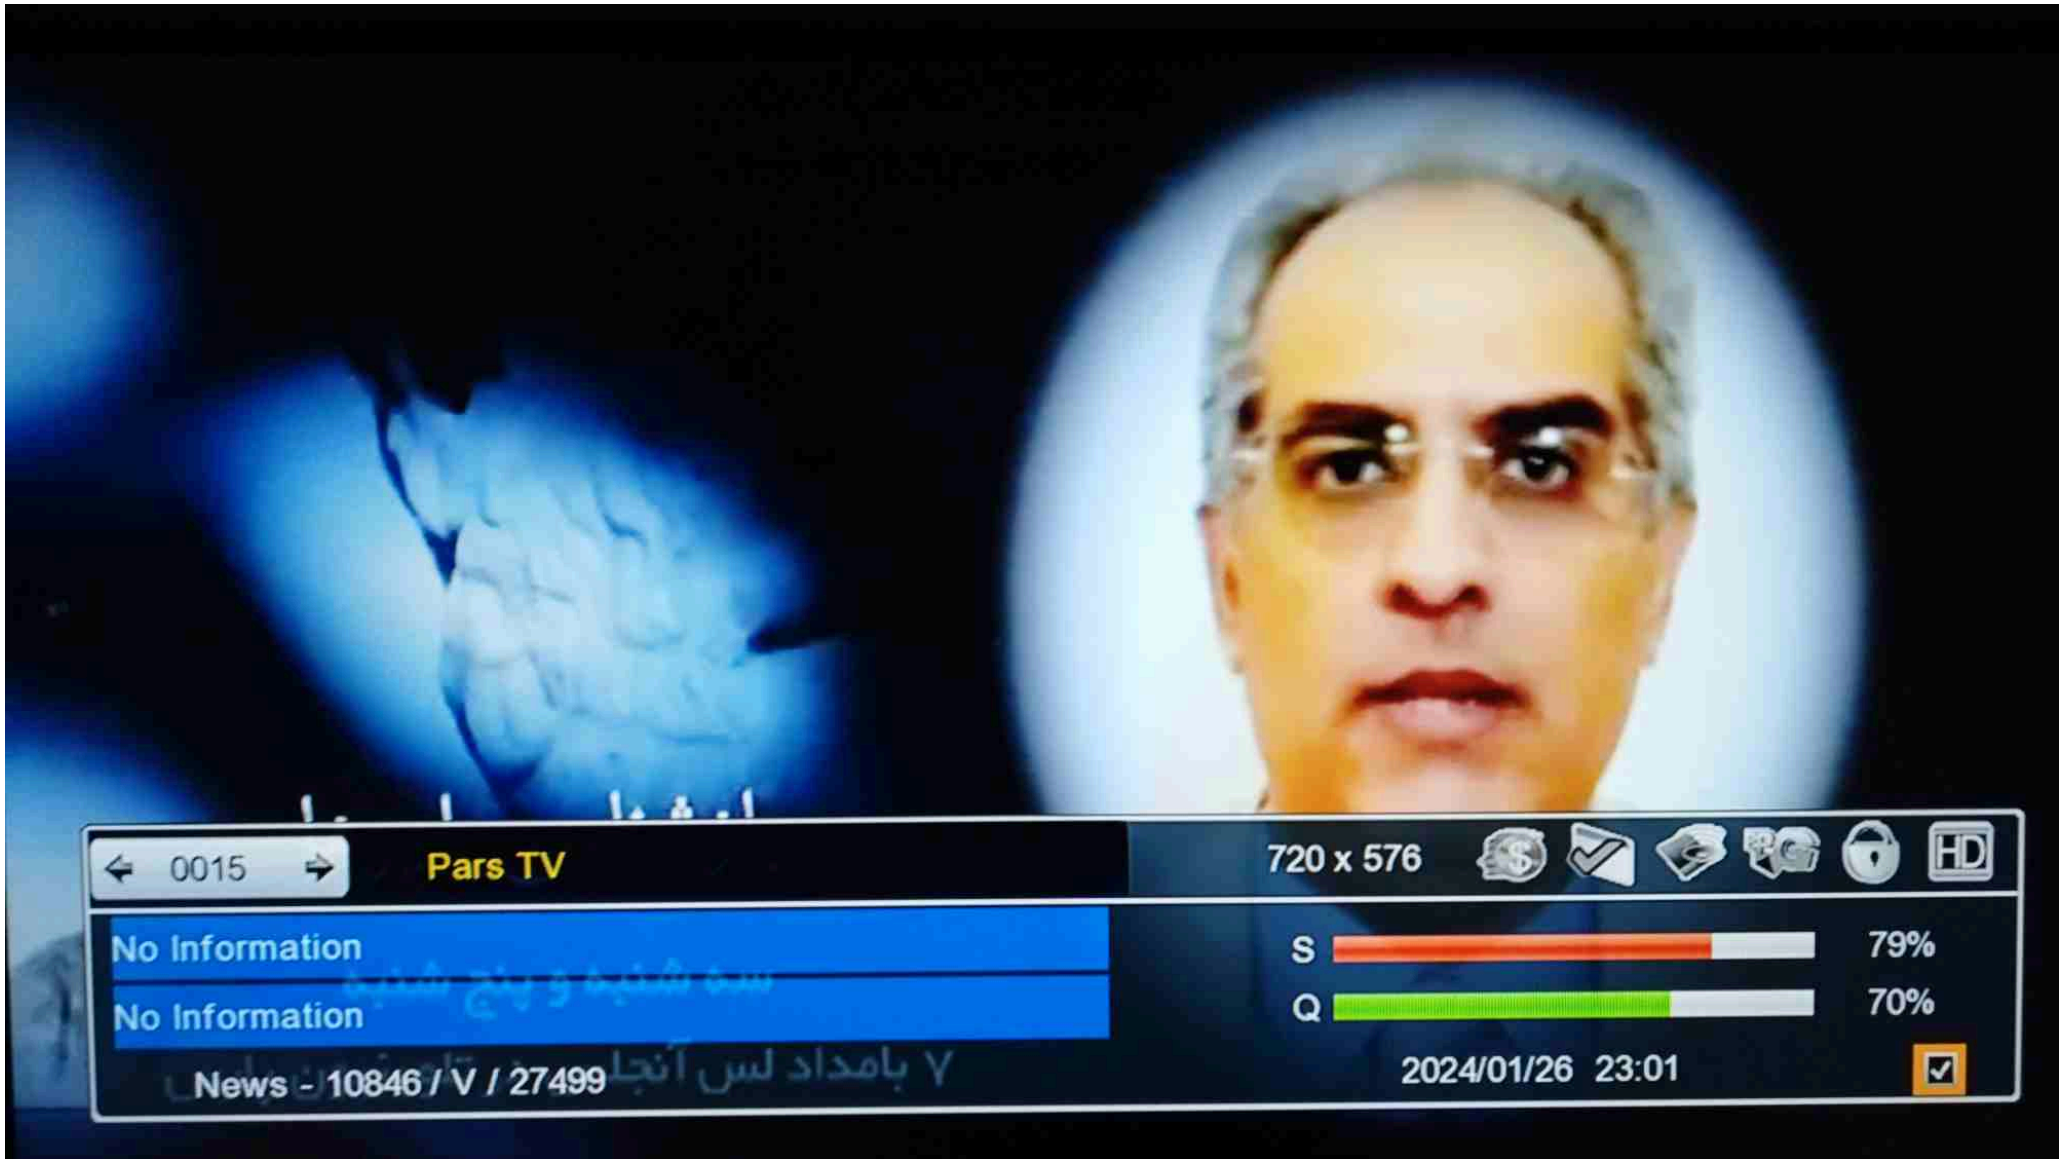 0015 Pars TV 720 x 576 HD
No Information
سه شنبه و پنج شنبه
No Information
S 79%
Q 70%
۷ بامداد لس آنجلس
News - 10846 / V / 27499
2024/01/26 23:01